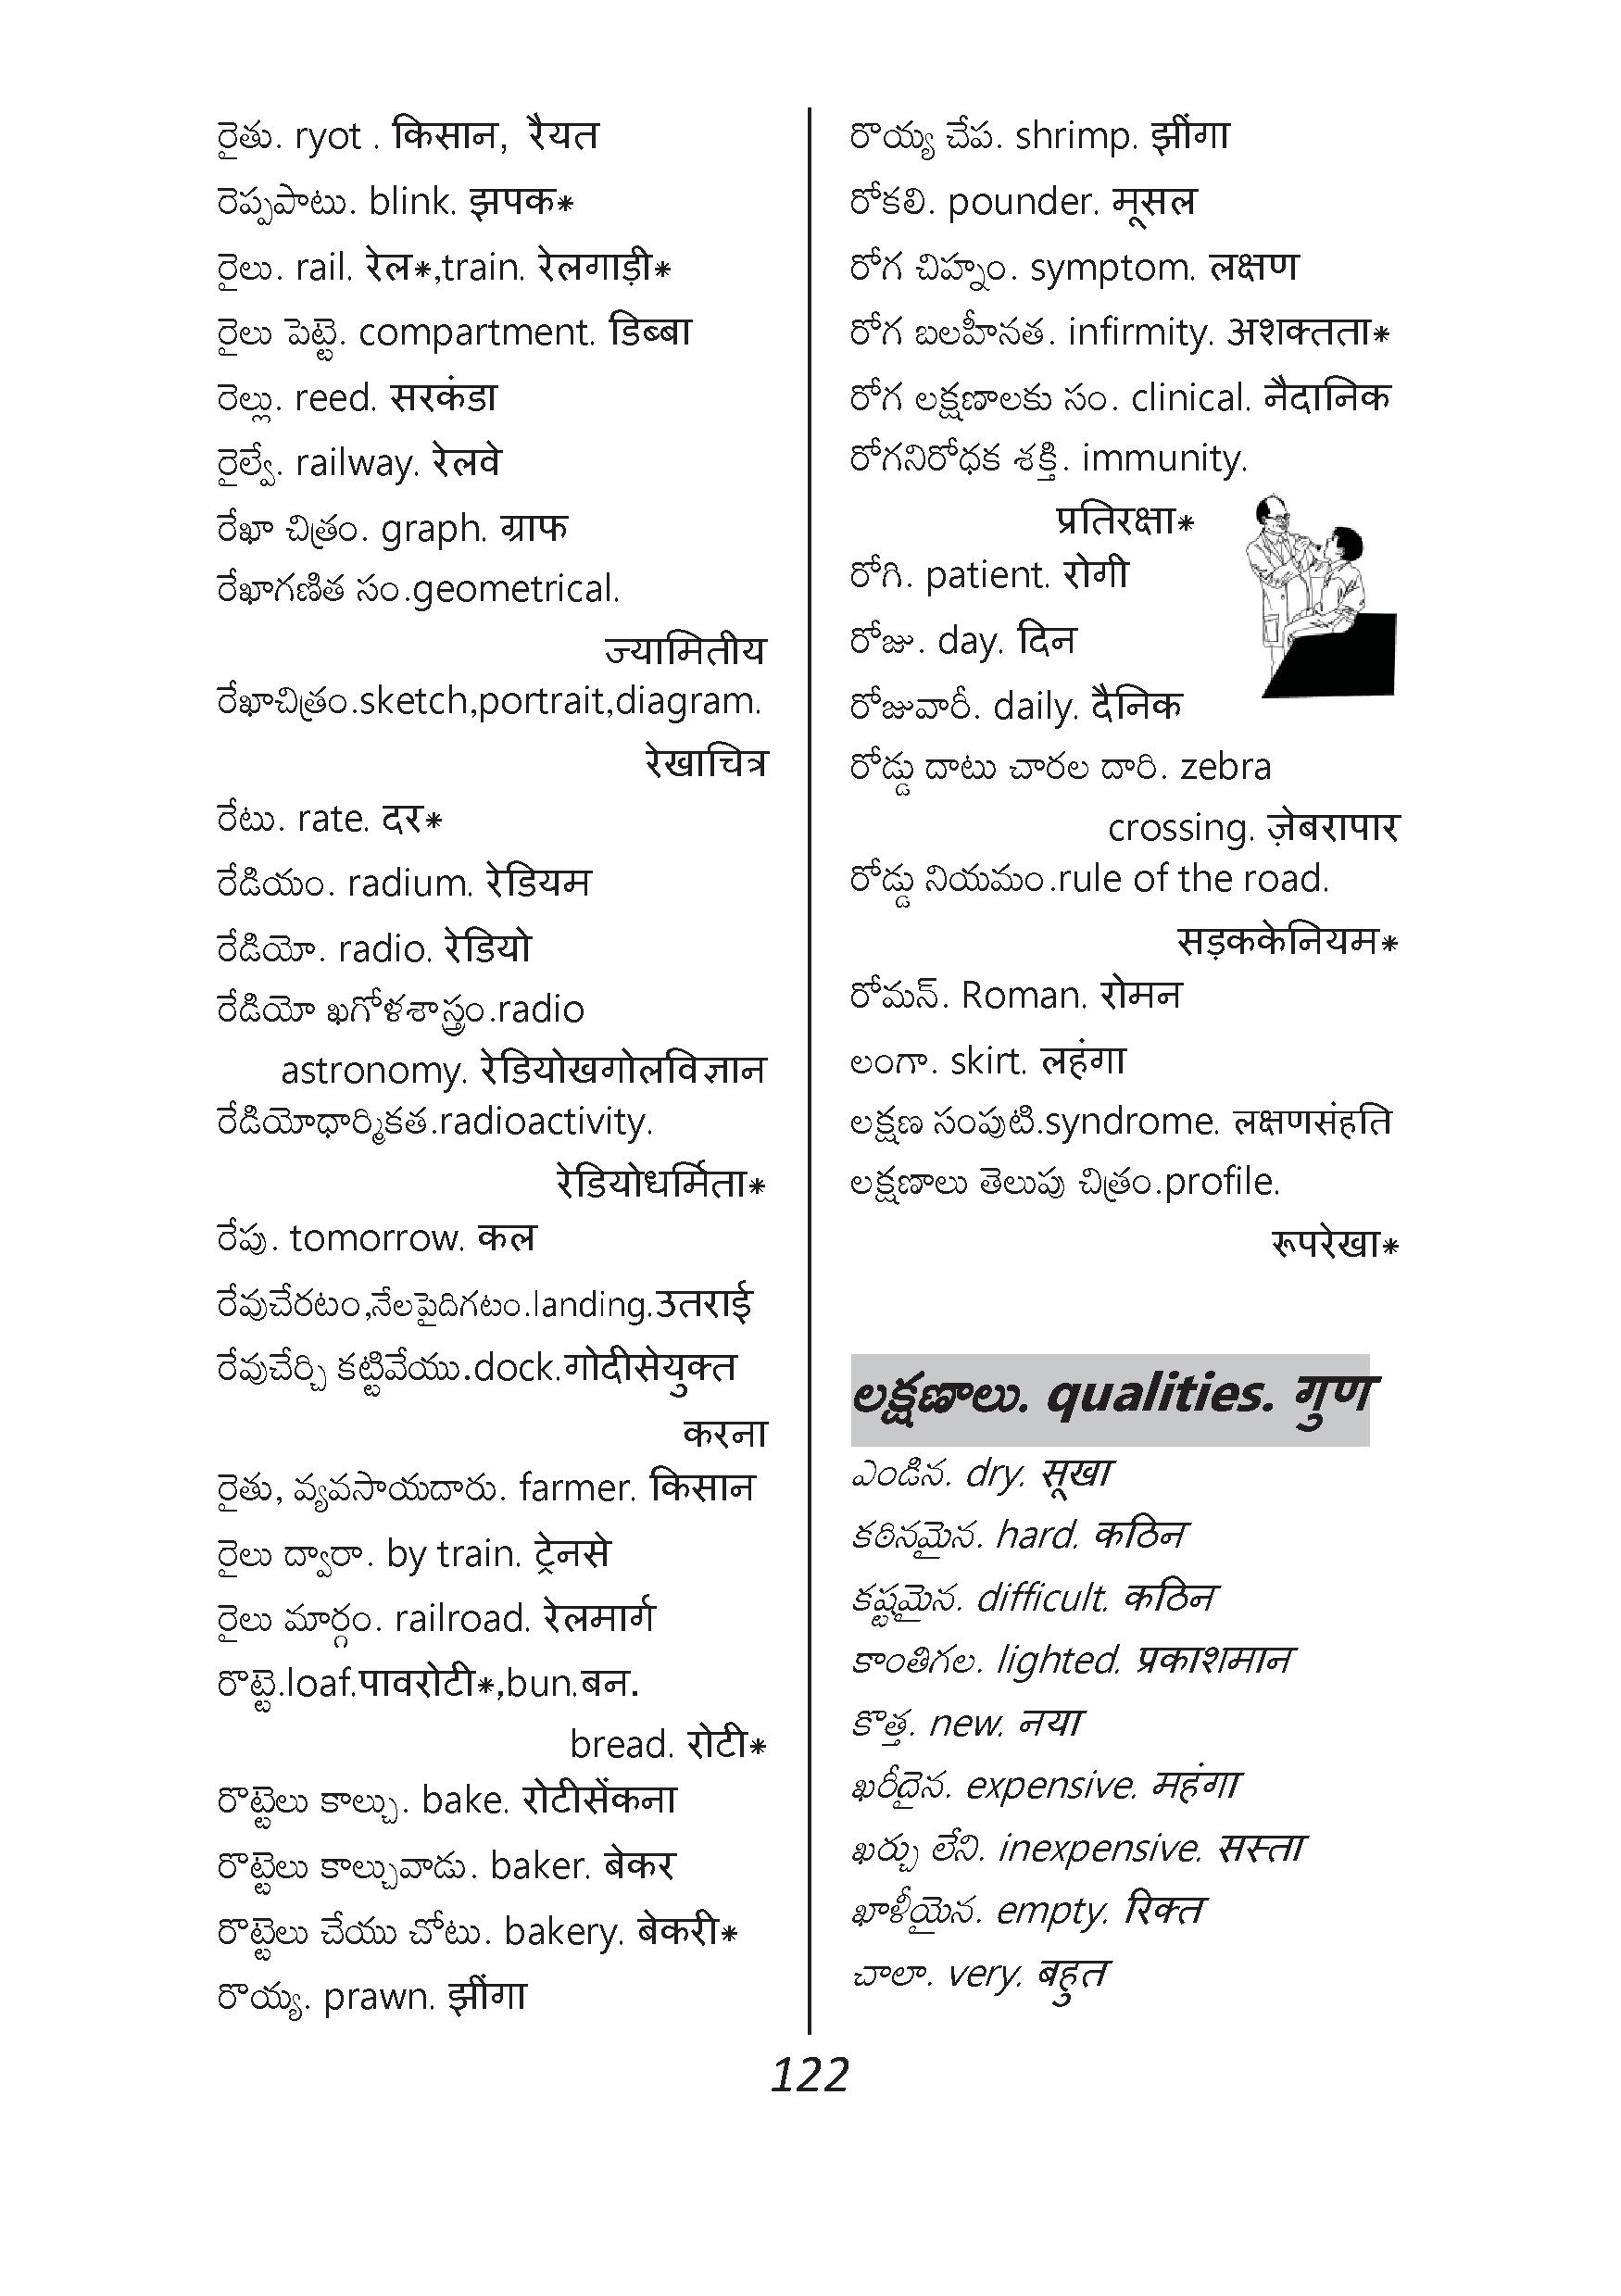 రైతు. ryot . किसान, रैयत
రెప్పపాటు. blink. झपक*
రైలు. rail. रेल*,train. रेलगाड़ी*
రైలు పెట్టె. compartment. डिब्बा
రెల్లు. reed. सरकंडा
రైల్వే. railway. रेलवे
రేఖా చిత్రం. graph. ग्राफ
రేఖాగణిత సం.geometrical.
ज्यामितीय
రేఖాచిత్రం.sketch,portrait,diagram.
रेखाचित्र
రేటు. rate. दर*
రేడియం. radium. रेडियम
రేడియో. radio. रेडियो
రేడియో ఖగోళశాస్త్రం.radio
astronomy. रेडियोखगोलविज्ञान
రేడియోధార్మికత.radioactivity.
रेडियोधर्मिता*
రేపు. tomorrow. कल
రేవుచేరటం,నేలపైదిగటం.landing.उतराई
రేవుచేర్చి కట్టివేయు.dock.गोदीसेयुक्त
करना
రైతు, వ్యవసాయదారు. farmer. किसान
రైలు ద్వారా. by train. ट्रेनसे
రైలు మార్గం. railroad. रेलमार्ग
రొట్టె.loaf.पावरोटी*,bun.बन.
bread. रोटी*
రొట్టెలు కాల్చు. bake. रोटीसेंकना
రొట్టెలు కాల్చువాడు. baker. बेकर
రొట్టెలు చేయు చోటు. bakery. बेकरी*
రొయ్య. prawn. झींगा
రొయ్య చేప. shrimp. झींगा
రోకలి. pounder. मूसल
రోగ చిహ్నం. symptom. लक्षण
రోగ బలహీనత. infirmity. अशक्तता*
రోగ లక్షణాలకు సం. clinical. नैदानिक
రోగనిరోధక శక్తి. immunity.
प्रतिरक्षा*
రోగి. patient. रोगी
రోజు. day. दिन
రోజువారీ. daily. दैनिक
రోడ్డు దాటు చారల దారి. zebra
crossing. ज़ेबरापार
రోడ్డు నియమం.rule of the road.
सड़ककेनियम*
రోమన్. Roman. रोमन
లంగా. skirt. लहंगा
లక్షణ సంపుటి.syndrome. लक्षणसंहति
లక్షణాలు తెలుపు చిత్రం.profile.
रूपरेखा*
లక్షణాలు. qualities. गुण
ఎండిన. dry. सूखा
కఠినమైన. hard. कठिन
కష్టమైన. difficult. कठिन
కాంతిగల. lighted. प्रकाशमान
కొత్త. new. नया
ఖరీదైన. expensive. महंगा
ఖర్చు లేని. inexpensive. सस्ता
ఖాళీయైన. empty. रिक्त
చాలా. very. बहुत
122